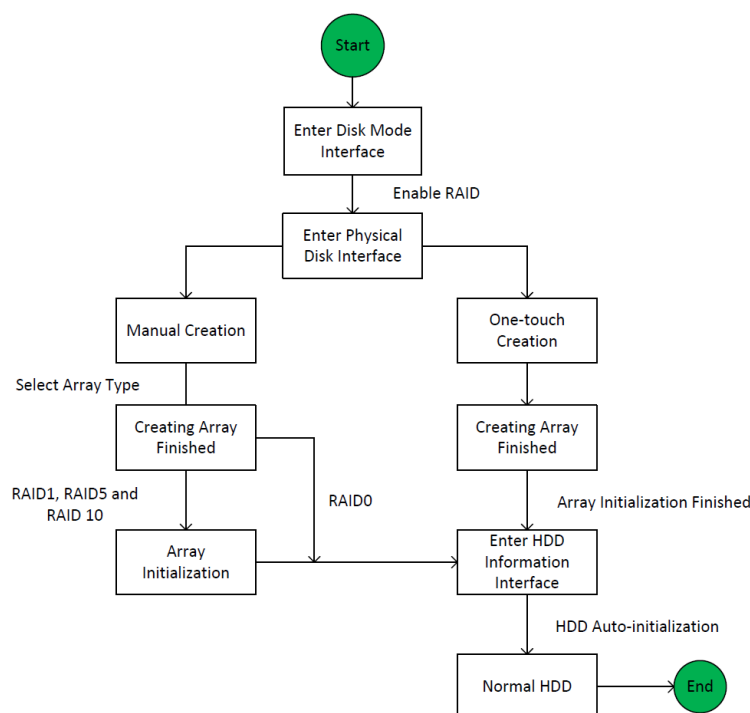 Start
Enter Disk Mode
Interface
Enable RAID
Enter Physical
Disk Interface
Manual Creation
One-touch
Creation
Select Array Type
Creating Array
Finished
Creating Array
Finished
RAID1, RAID5 and
RAID 10
RAID0
Array Initialization Finished
Array
Initialization
Enter HDD
Information
Interface
HDD Auto-initialization
Normal HDD
End